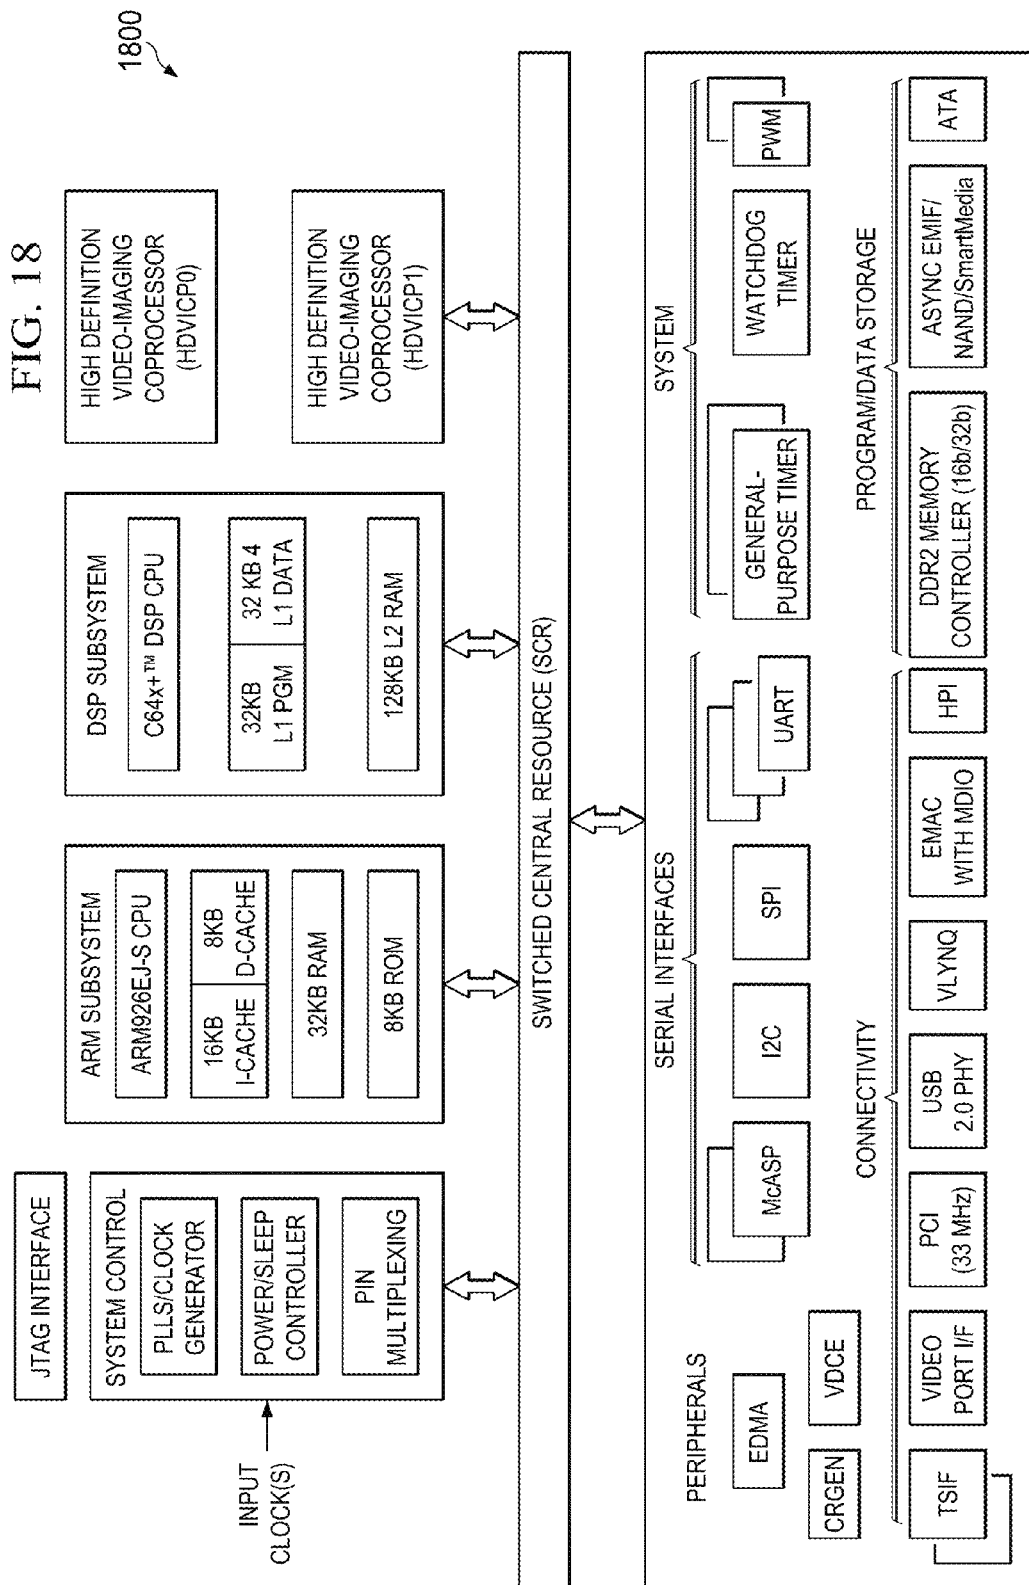 FIG. 18
1800
JTAG INTERFACE
INPUT
CLOCK(S)
SYSTEM CONTROL
PLLS/CLOCK
GENERATOR
POWER/SLEEP
CONTROLLER
PIN
MULTIPLEXING
ARM SUBSYSTEM
ARM926EJ-S CPU
16KB
I-CACHE
8KB
D-CACHE
32KB RAM
8KB ROM
DSP SUBSYSTEM
C64x+™ DSP CPU
32KB
L1 PGM
32 KB4
L1 DATA
128KB L2 RAM
HIGH DEFINITION
VIDEO-IMAGING
COPROCESSOR
(HDVICP0)
HIGH DEFINITION
VIDEO-IMAGING
COPROCESSOR
(HDVICP1)
SWITCHED CENTRAL RESOURCE (SCR)
PERIPHERALS
EDMA
CRGEN
VDCE
SERIAL INTERFACES
McASP
I2C
SPI
UART
SYSTEM
GENERAL-
PURPOSE TIMER
WATCHDOG
TIMER
PWM
CONNECTIVITY
TSIF
VIDEO
PORT I/F
PCI
(33 MHz)
USB
2.0 PHY
VLYNQ
EMAC
WITH MDIO
HPI
PROGRAM/DATA STORAGE
DDR2 MEMORY
CONTROLLER (16b/32b)
ASYNC EMIF/
NAND/SmartMedia
ATA